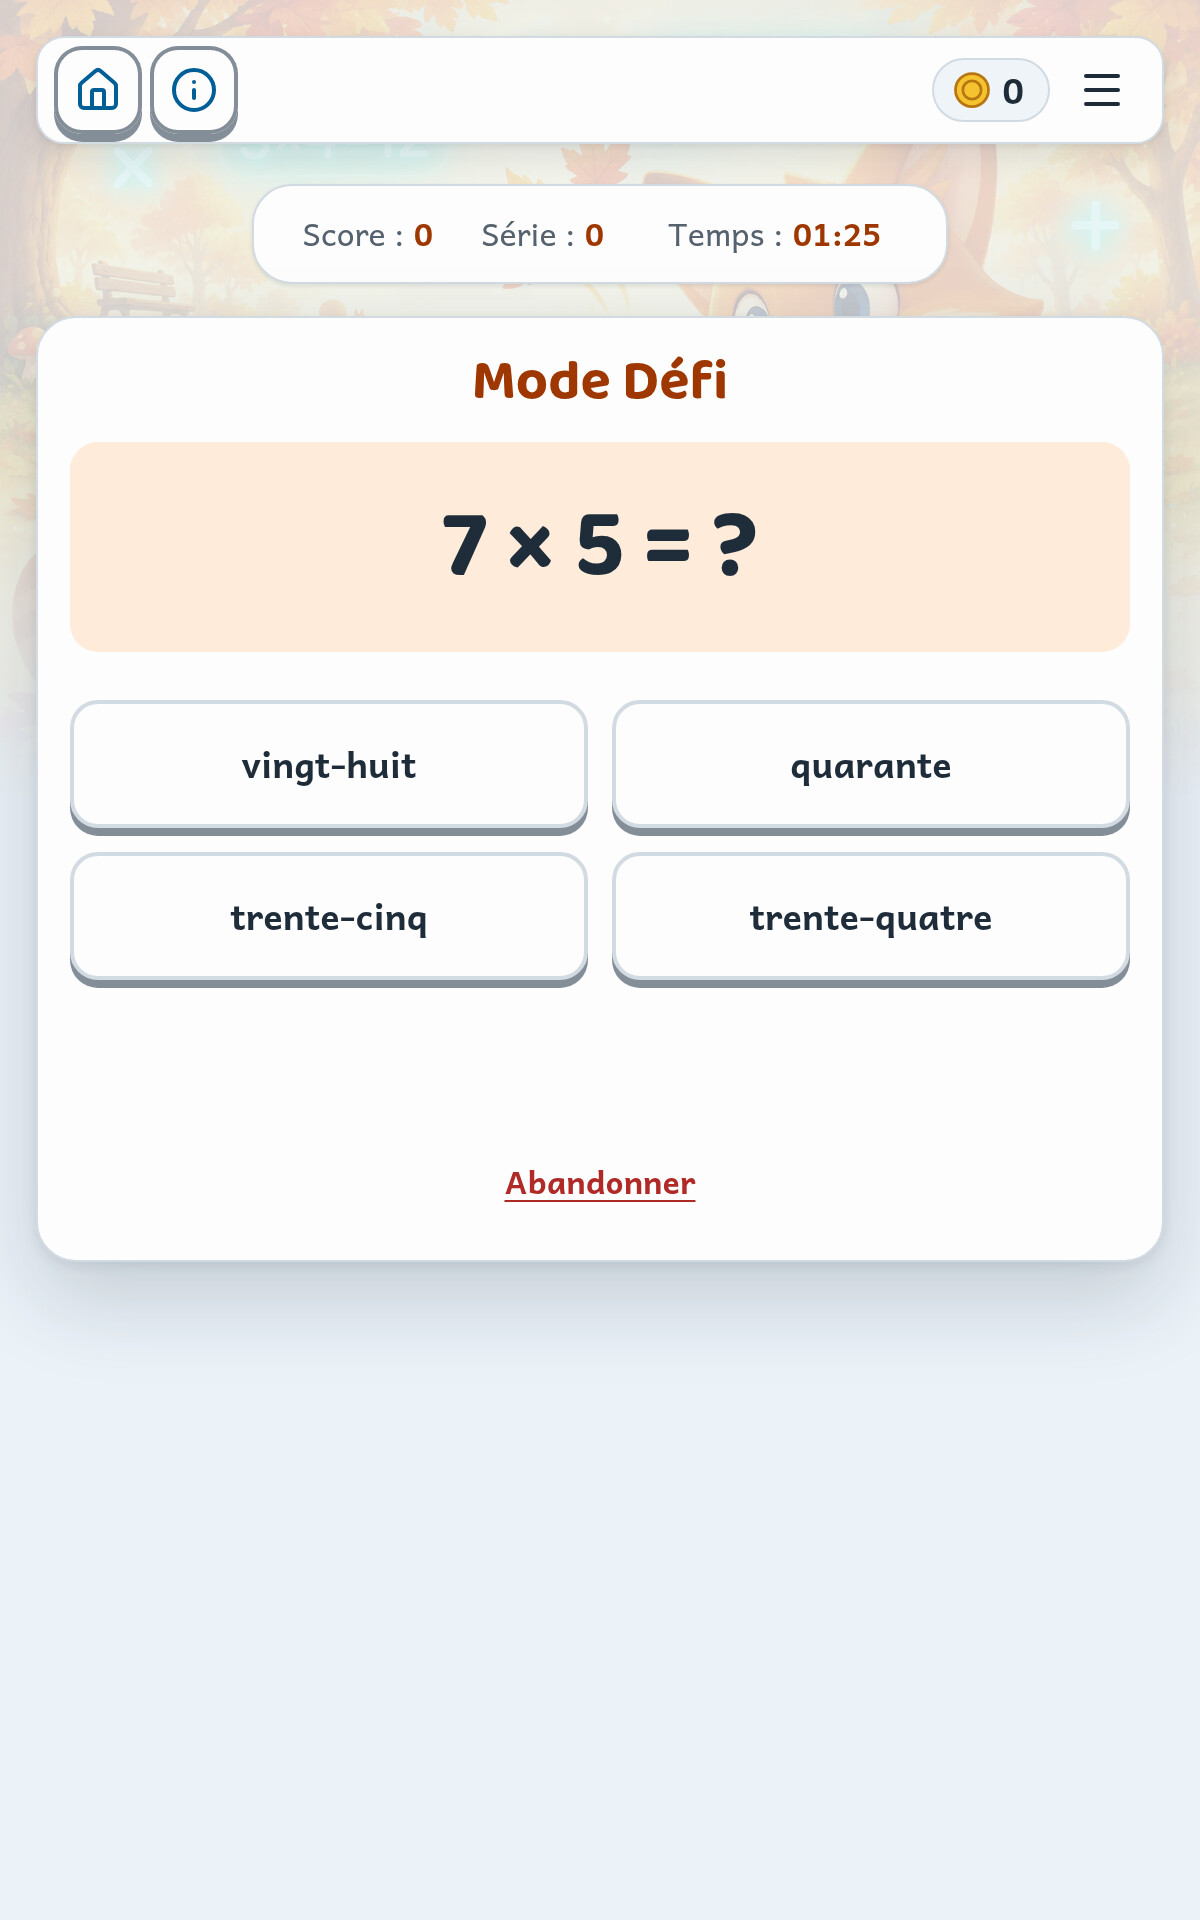 0
Score : 0 Série : 0 Temps : 01:25
Mode Défi
7 × 5 = ?
vingt-huit
quarante
trente-cinq
trente-quatre
Abandonner